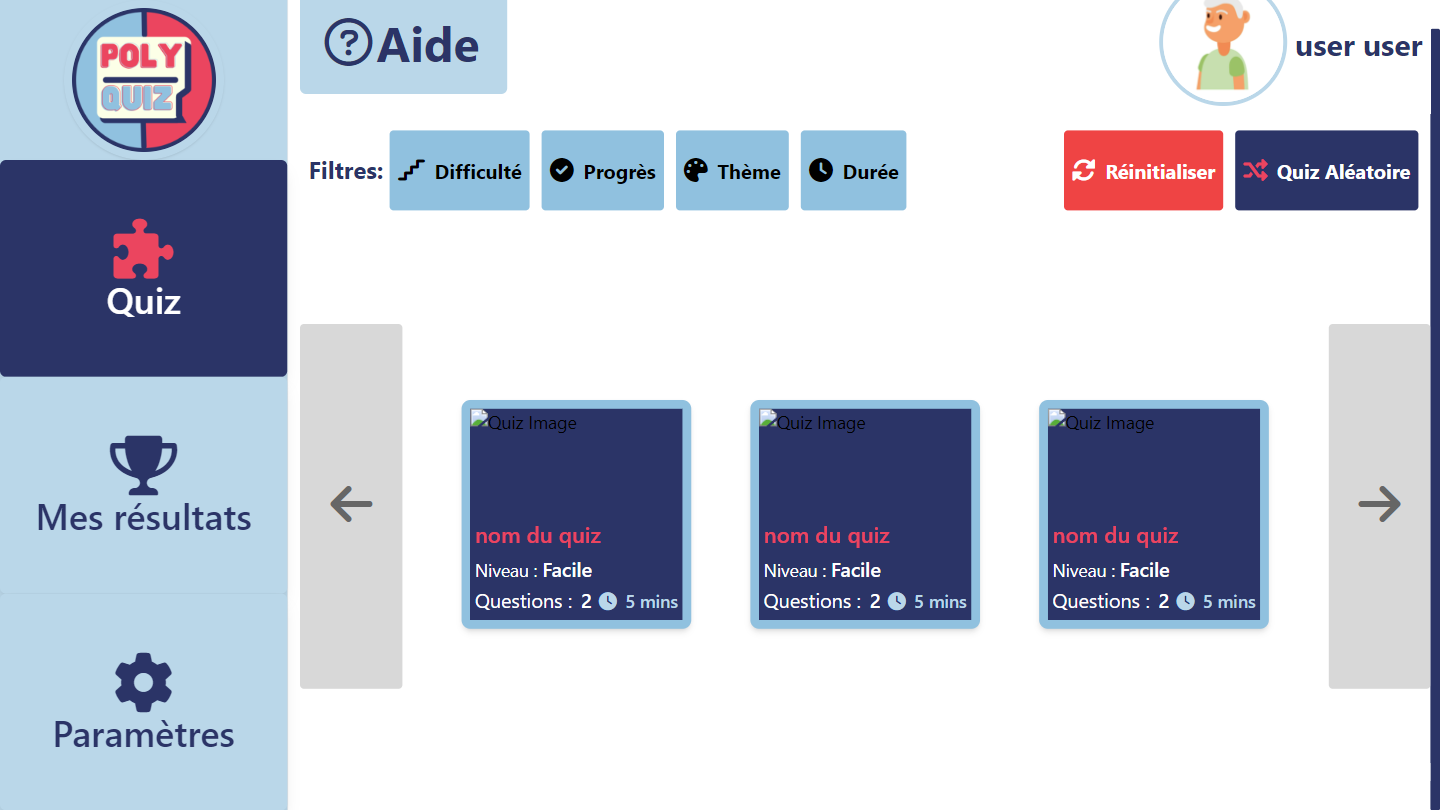 POLY
QUIZ
Aide
user user
Filtres:
Difficulté
Progrès
Thème
Durée
Réinitialiser
Quiz Aléatoire
Quiz
Mes résultats
Paramètres
Quiz Image
nom du quiz
Niveau : Facile
Questions : 2 5 mins
Quiz Image
nom du quiz
Niveau : Facile
Questions : 2 5 mins
Quiz Image
nom du quiz
Niveau : Facile
Questions : 2 5 mins